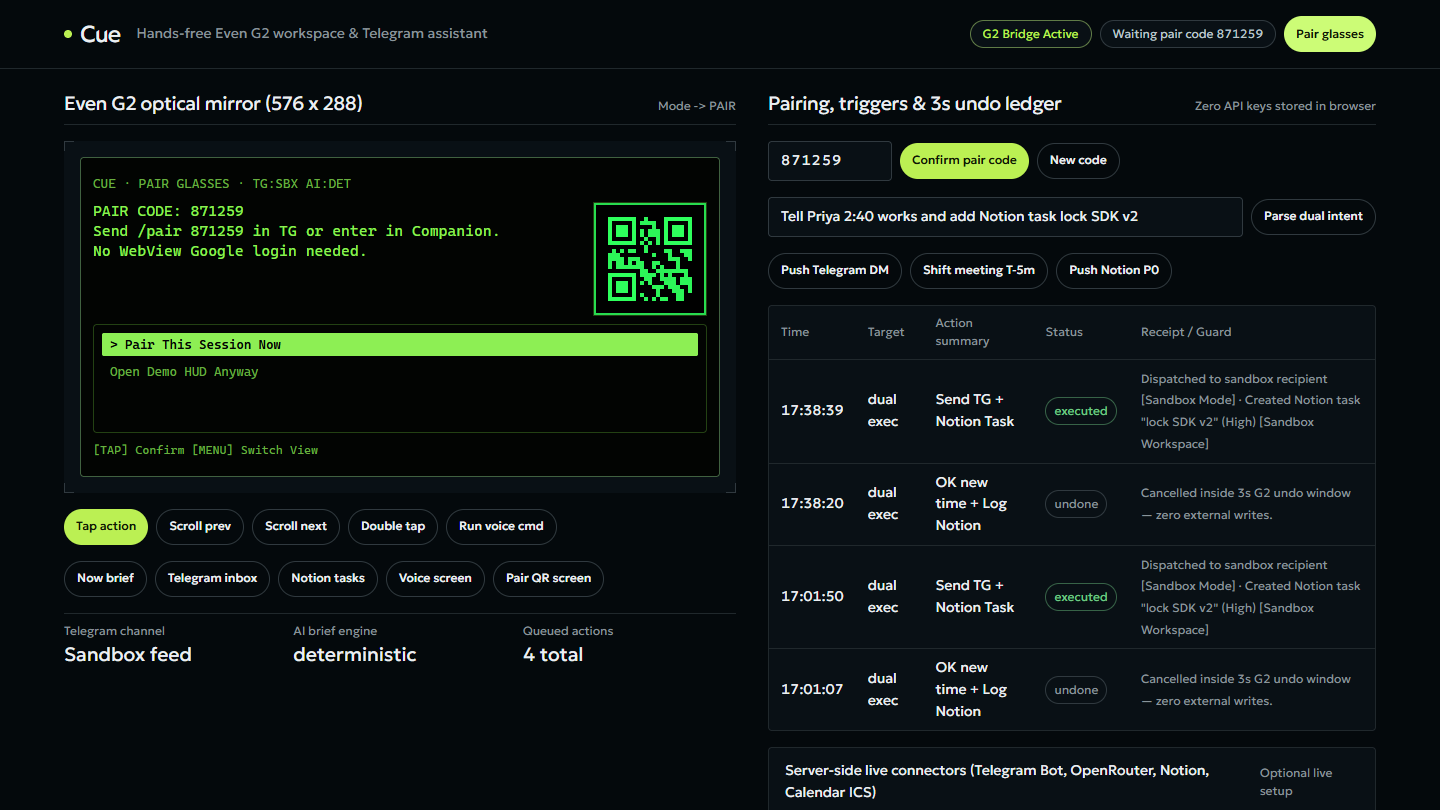 Cue Hands-free Even G2 workspace & Telegram assistant
G2 Bridge Active Waiting pair code 871259 Pair glasses
Even G2 optical mirror (576 x 288) Mode -> PAIR
CUE · PAIR GLASSES · TG:SBX AI:DET
PAIR CODE: 871259
Send /pair 871259 in TG or enter in Companion.
No WebView Google login needed.
> Pair This Session Now
Open Demo HUD Anyway
[TAP] Confirm [MENU] Switch View
Tap action Scroll prev Scroll next Double tap Run voice cmd
Now brief Telegram inbox Notion tasks Voice screen Pair QR screen
Telegram channel AI brief engine Queued actions
Sandbox feed deterministic 4 total
Pairing, triggers & 3s undo ledger Zero API keys stored in browser
871259 Confirm pair code New code
Tell Priya 2:40 works and add Notion task lock SDK v2 Parse dual intent
Push Telegram DM Shift meeting T-5m Push Notion P0
Time Target Action summary Status Receipt / Guard
17:38:39 dual exec Send TG + Notion Task executed
Dispatched to sandbox recipient
[Sandbox Mode] · Created Notion task
"lock SDK v2" (High) [Sandbox
Workspace]
17:38:20 dual exec OK new time + Log Notion undone
Cancelled inside 3s G2 undo window
— zero external writes.
17:01:50 dual exec Send TG + Notion Task executed
Dispatched to sandbox recipient
[Sandbox Mode] · Created Notion task
"lock SDK v2" (High) [Sandbox
Workspace]
17:01:07 dual exec OK new time + Log Notion undone
Cancelled inside 3s G2 undo window
— zero external writes.
Server-side live connectors (Telegram Bot, OpenRouter, Notion,
Calendar ICS)
Optional live
setup